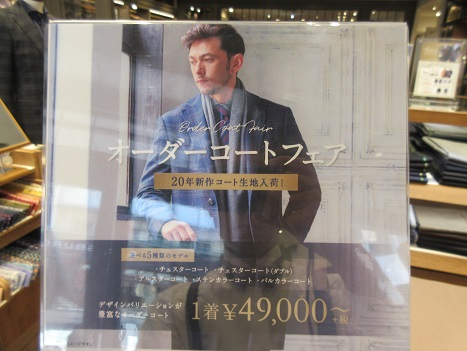 Order Coat Fair
オーダーコートフェア
20年新作コート生地入荷！
選べる5種類のモデル
・チェスターコート ・チェスターコート(ダブル)
・アルスターコート ・ステンカラーコート ・バルカラーコート
デザインバリエーションが
豊富なオーダーコート
1着¥49,000～
+税